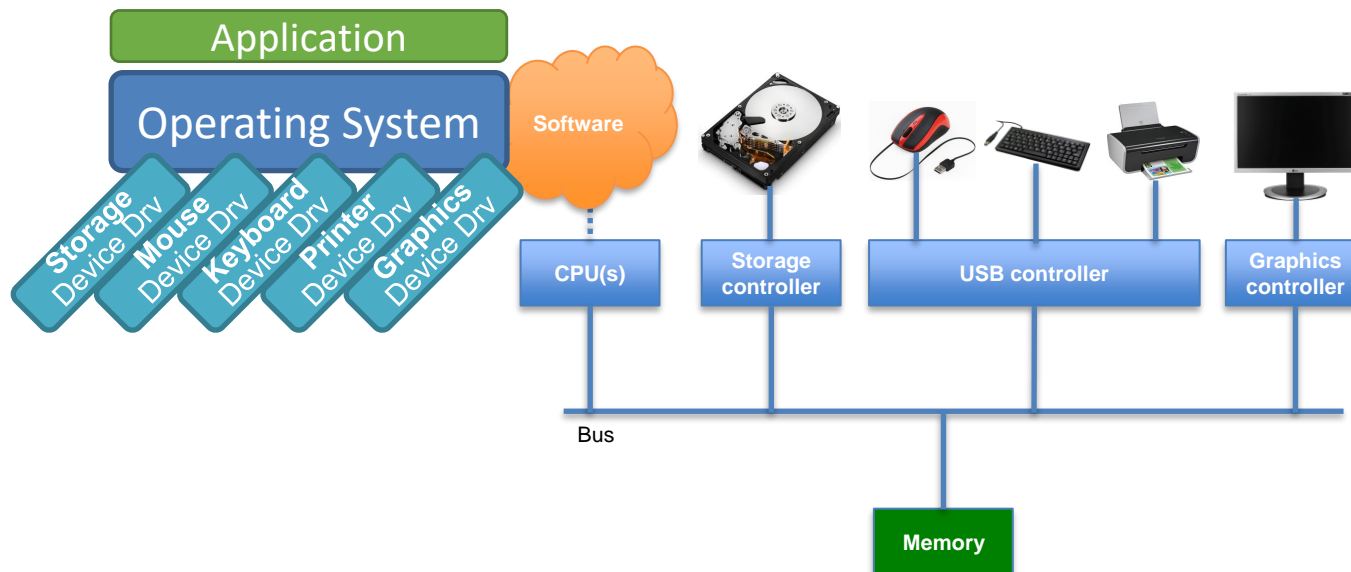 Application
Operating System
Software
Storage
Device Drv
Mouse
Device Drv
Keyboard
Device Drv
Printer
Device Drv
Graphics
Device Drv
CPU(s)
Storage
controller
USB controller
Graphics
controller
Bus
Memory